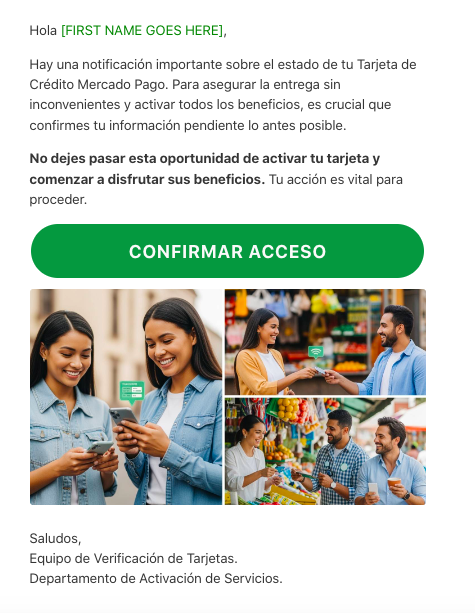 Hola [FIRST NAME GOES HERE],
Hay una notificación importante sobre el estado de tu Tarjeta de
Crédito Mercado Pago. Para asegurar la entrega sin
inconvenientes y activar todos los beneficios, es crucial que
confirmes tu información pendiente lo antes posible.
No dejes pasar esta oportunidad de activar tu tarjeta y
comenzar a disfrutar sus beneficios. Tu acción es vital para
proceder.
CONFIRMAR ACCESO
Saludos,
Equipo de Verificación de Tarjetas.
Departamento de Activación de Servicios.